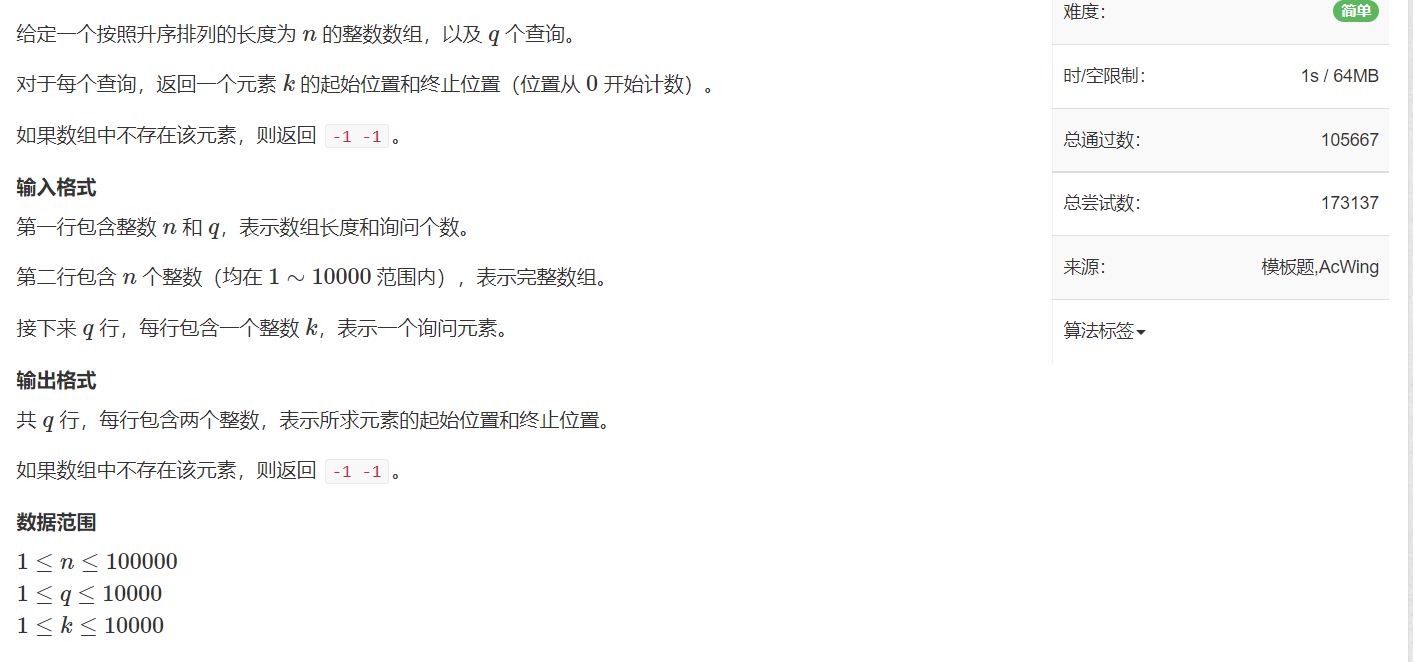 给定一个按照升序排列的长度为 n 的整数数组，以及 q 个查询。
对于每个查询，返回一个元素 k 的起始位置和终止位置（位置从 0 开始计数）。
如果数组中不存在该元素，则返回 -1 -1 。
输入格式
第一行包含整数 n 和 q，表示数组长度和询问个数。
第二行包含 n 个整数（均在 1 ∼ 10000 范围内），表示完整数组。
接下来 q 行，每行包含一个整数 k，表示一个询问元素。
输出格式
共 q 行，每行包含两个整数，表示所求元素的起始位置和终止位置。
如果数组中不存在该元素，则返回 -1 -1 。
数据范围
1 ≤ n ≤ 100000
1 ≤ q ≤ 10000
1 ≤ k ≤ 10000
难度： 简单
时/空限制： 1s / 64MB
总通过数： 105667
总尝试数： 173137
来源： 模板题,AcWing
算法标签